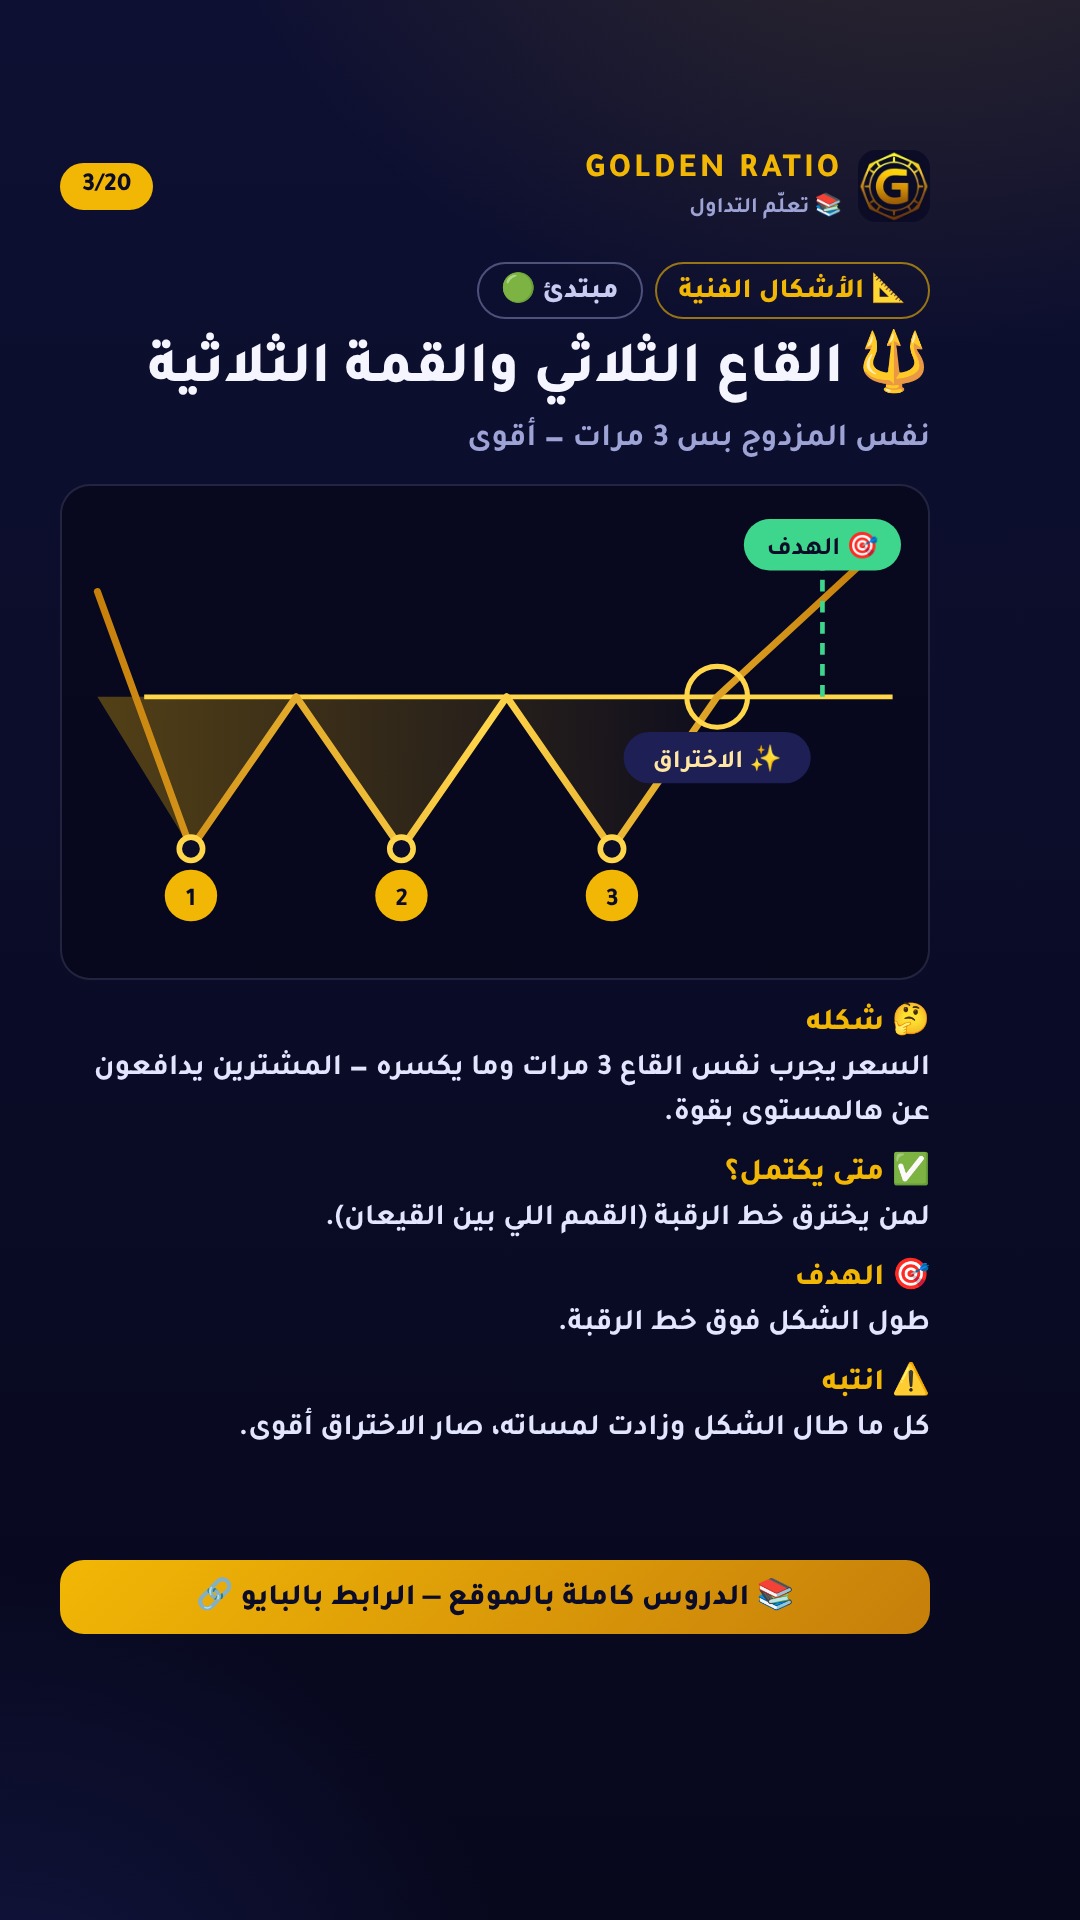 GOLDEN RATIO
📚 تعلّم التداول
3/20
📐 الأشكال الفنية
مبتدئ 🟢
🔱 القاع الثلاثي والقمة الثلاثية
نفس المزدوج بس 3 مرات – أقوى
🎯 الهدف
✨ الاختراق
1
2
3
🤔 شكله
السعر يجرب نفس القاع 3 مرات وما يكسره – المشترين يدافعون
عن هالمستوى بقوة.
✅ متى يكتمل؟
لمن يخترق خط الرقبة (القمم اللي بين القيعان).
🎯 الهدف
طول الشكل فوق خط الرقبة.
⚠️ انتبه
كل ما طال الشكل وزادت لمساته، صار الاختراق أقوى.
📚 الدروس كاملة بالموقع – الرابط بالبايو 🔗